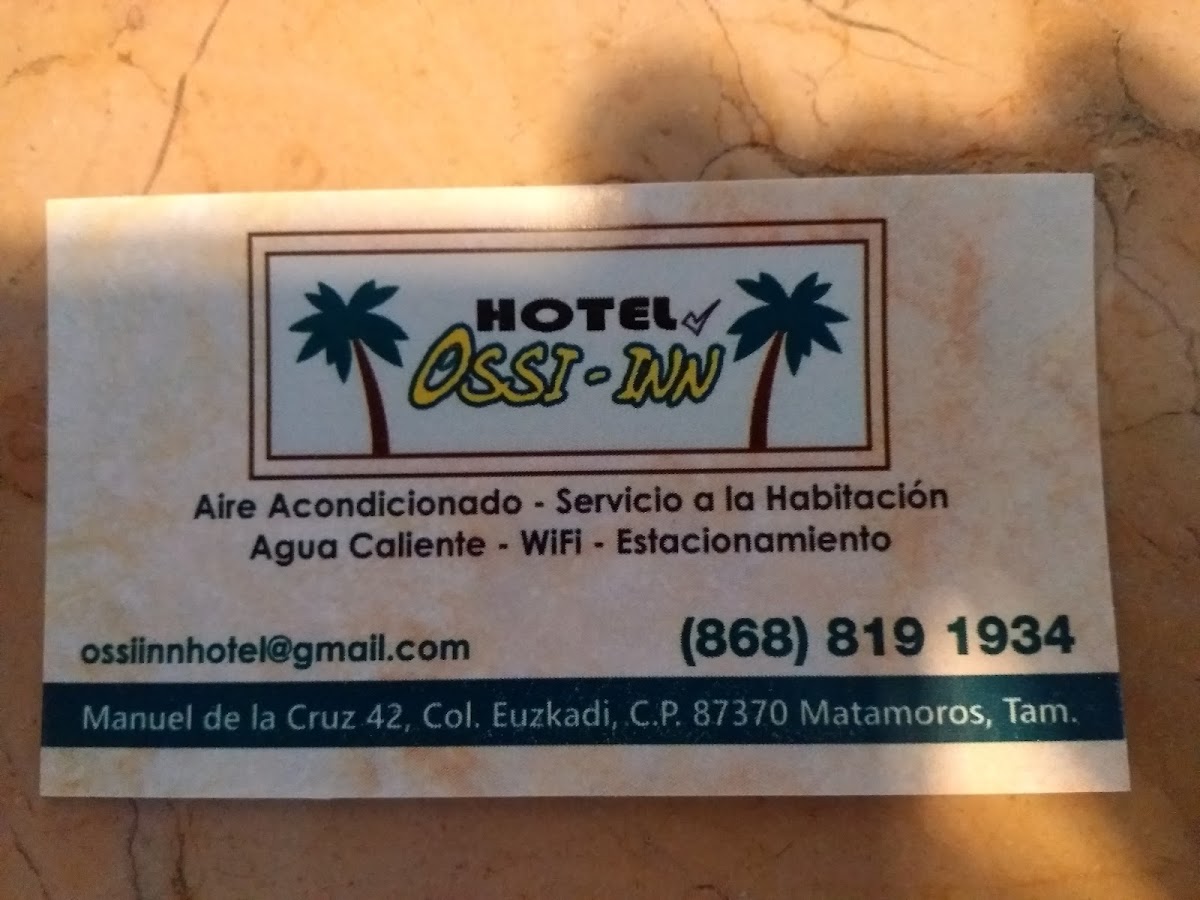 HOTEL
OSSI-INN
Aire Acondicionado - Servicio a la Habitación
Agua Caliente - WiFi - Estacionamiento
ossiinnhotel@gmail.com
(868) 819 1934
Manuel de la Cruz 42, Col. Euzkadi, C.P. 87370 Matamoros, Tam.